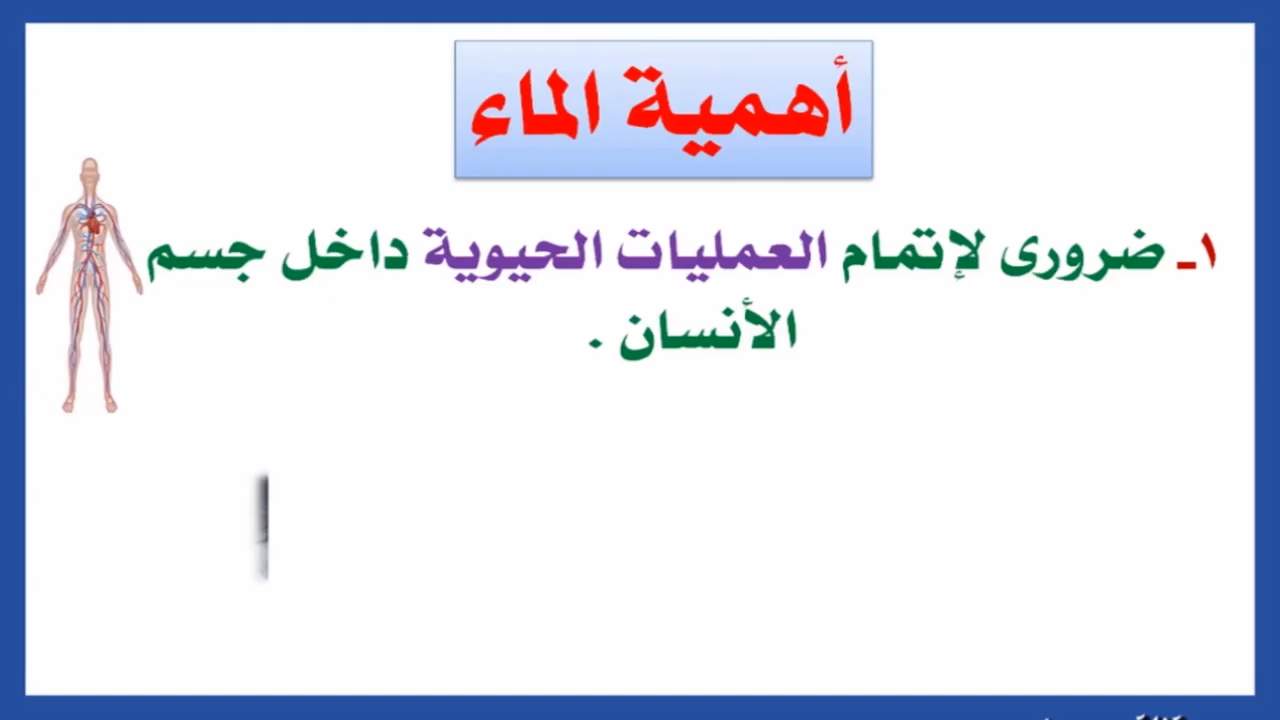 أهمية الماء
١ـ ضرورى لإتمام العمليات الحيوية داخل جسم
الأنسان .